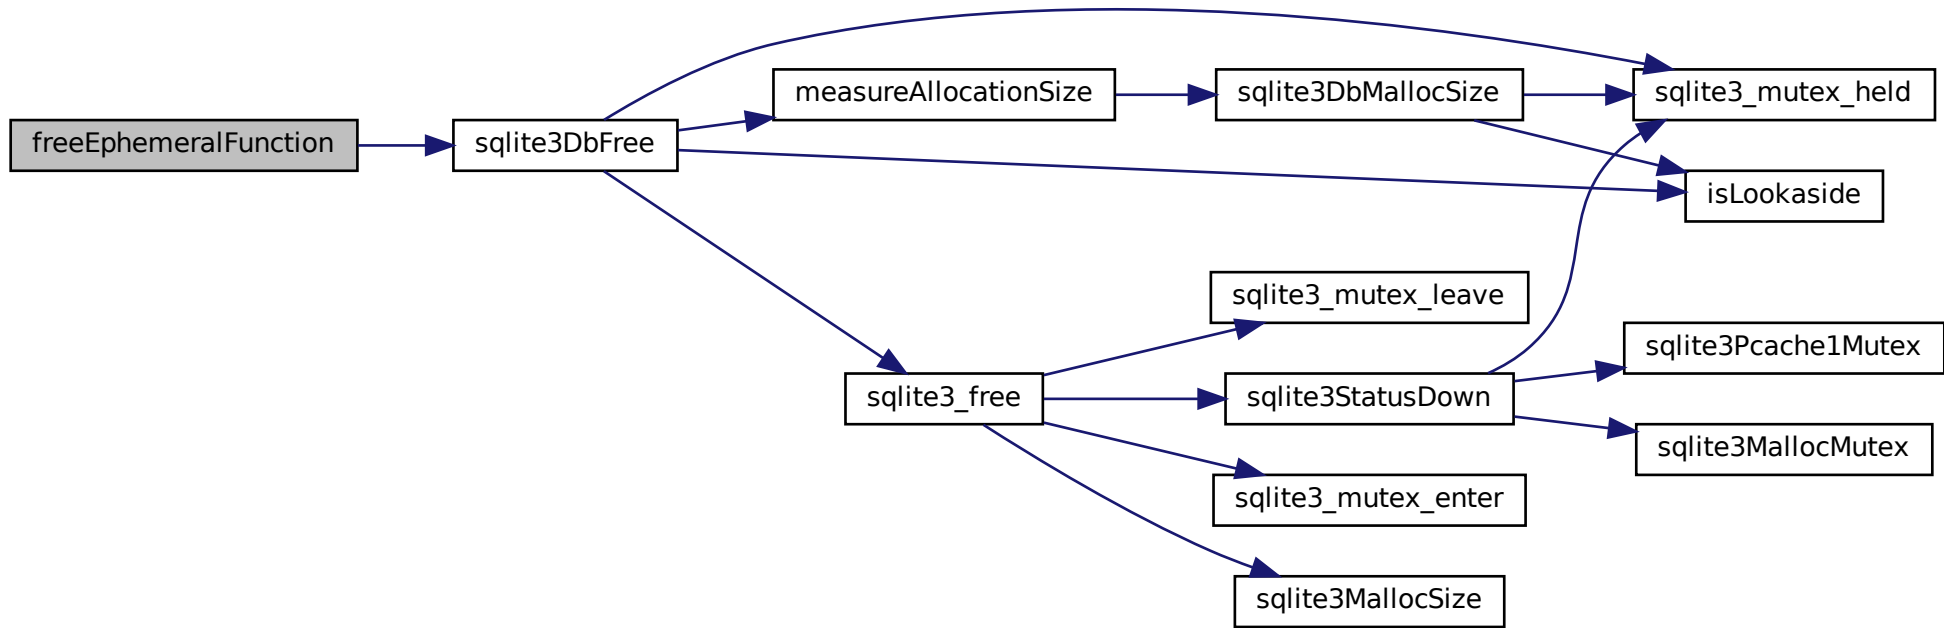 freeEphemeralFunction
sqlite3DbFree
measureAllocationSize
sqlite3DbMallocSize
sqlite3_mutex_held
isLookaside
sqlite3_free
sqlite3_mutex_leave
sqlite3StatusDown
sqlite3Pcache1Mutex
sqlite3MallocMutex
sqlite3_mutex_enter
sqlite3MallocSize